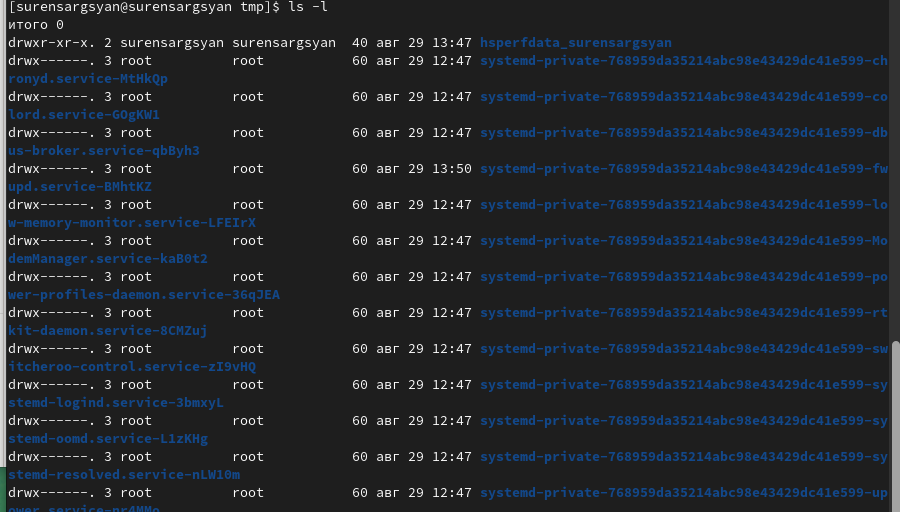 [surensargsyan@surensargsyan tmp]$ ls -l
итого 0
drwxr-xr-x. 2 surensargsyan surensargsyan  40 авг 29 13:47 hsperfdata_surensargsyan
drwx------. 3 root          root           60 авг 29 12:47 systemd-private-768959da35214abc98e43429dc41e599-ch
ronyd.service-MtHkQp
drwx------. 3 root          root           60 авг 29 12:47 systemd-private-768959da35214abc98e43429dc41e599-co
lord.service-GOgKW1
drwx------. 3 root          root           60 авг 29 12:47 systemd-private-768959da35214abc98e43429dc41e599-db
us-broker.service-qbByh3
drwx------. 3 root          root           60 авг 29 13:50 systemd-private-768959da35214abc98e43429dc41e599-fw
upd.service-BMhtKZ
drwx------. 3 root          root           60 авг 29 12:47 systemd-private-768959da35214abc98e43429dc41e599-lo
w-memory-monitor.service-LFEIrX
drwx------. 3 root          root           60 авг 29 12:47 systemd-private-768959da35214abc98e43429dc41e599-Mo
demManager.service-kaB0t2
drwx------. 3 root          root           60 авг 29 12:47 systemd-private-768959da35214abc98e43429dc41e599-po
wer-profiles-daemon.service-36qJEA
drwx------. 3 root          root           60 авг 29 12:47 systemd-private-768959da35214abc98e43429dc41e599-rt
kit-daemon.service-8CMZuj
drwx------. 3 root          root           60 авг 29 12:47 systemd-private-768959da35214abc98e43429dc41e599-sw
itcheroo-control.service-zI9vHQ
drwx------. 3 root          root           60 авг 29 12:47 systemd-private-768959da35214abc98e43429dc41e599-sy
stemd-logind.service-3bmxyL
drwx------. 3 root          root           60 авг 29 12:47 systemd-private-768959da35214abc98e43429dc41e599-sy
stemd-oomd.service-L1zKHg
drwx------. 3 root          root           60 авг 29 12:47 systemd-private-768959da35214abc98e43429dc41e599-sy
stemd-resolved.service-nLW10m
drwx------. 3 root          root           60 авг 29 12:47 systemd-private-768959da35214abc98e43429dc41e599-up